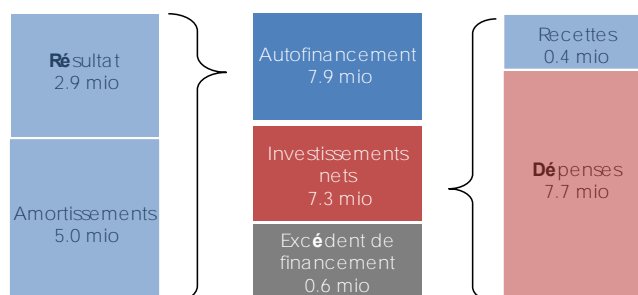 Résultat
2.9 mio
Amortissements
5.0 mio
Autofinancement
7.9 mio
Investissements
nets
7.3 mio
Excédent de
financement
0.6 mio
Recettes
0.4 mio
Dépenses
7.7 mio